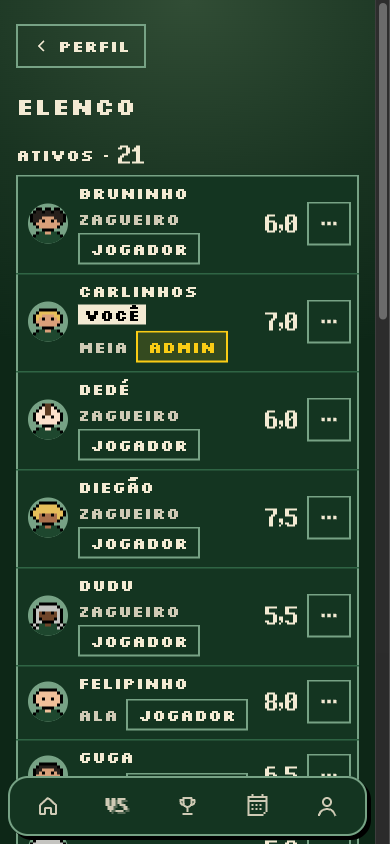 PERFIL
ELENCO
ATIVOS · 21
BRUNINHO
ZAGUEIRO
JOGADOR
6,0
CARLINHOS
VOCÊ
MEIA ADMIN
7,0
DEDÉ
ZAGUEIRO
JOGADOR
6,0
DIEGÃO
ZAGUEIRO
JOGADOR
7,5
DUDU
ZAGUEIRO
JOGADOR
5,5
FELIPINHO
ALA JOGADOR
8,0
GUGA
6,5
VS